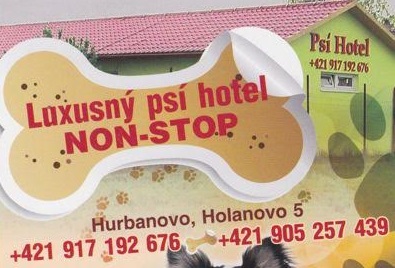 Psí Hotel
+421 917 192 676
Luxusný psí hotel
NON-STOP
Hurbanovo, Holanovo 5
+421 917 192 676 +421 905 257 439